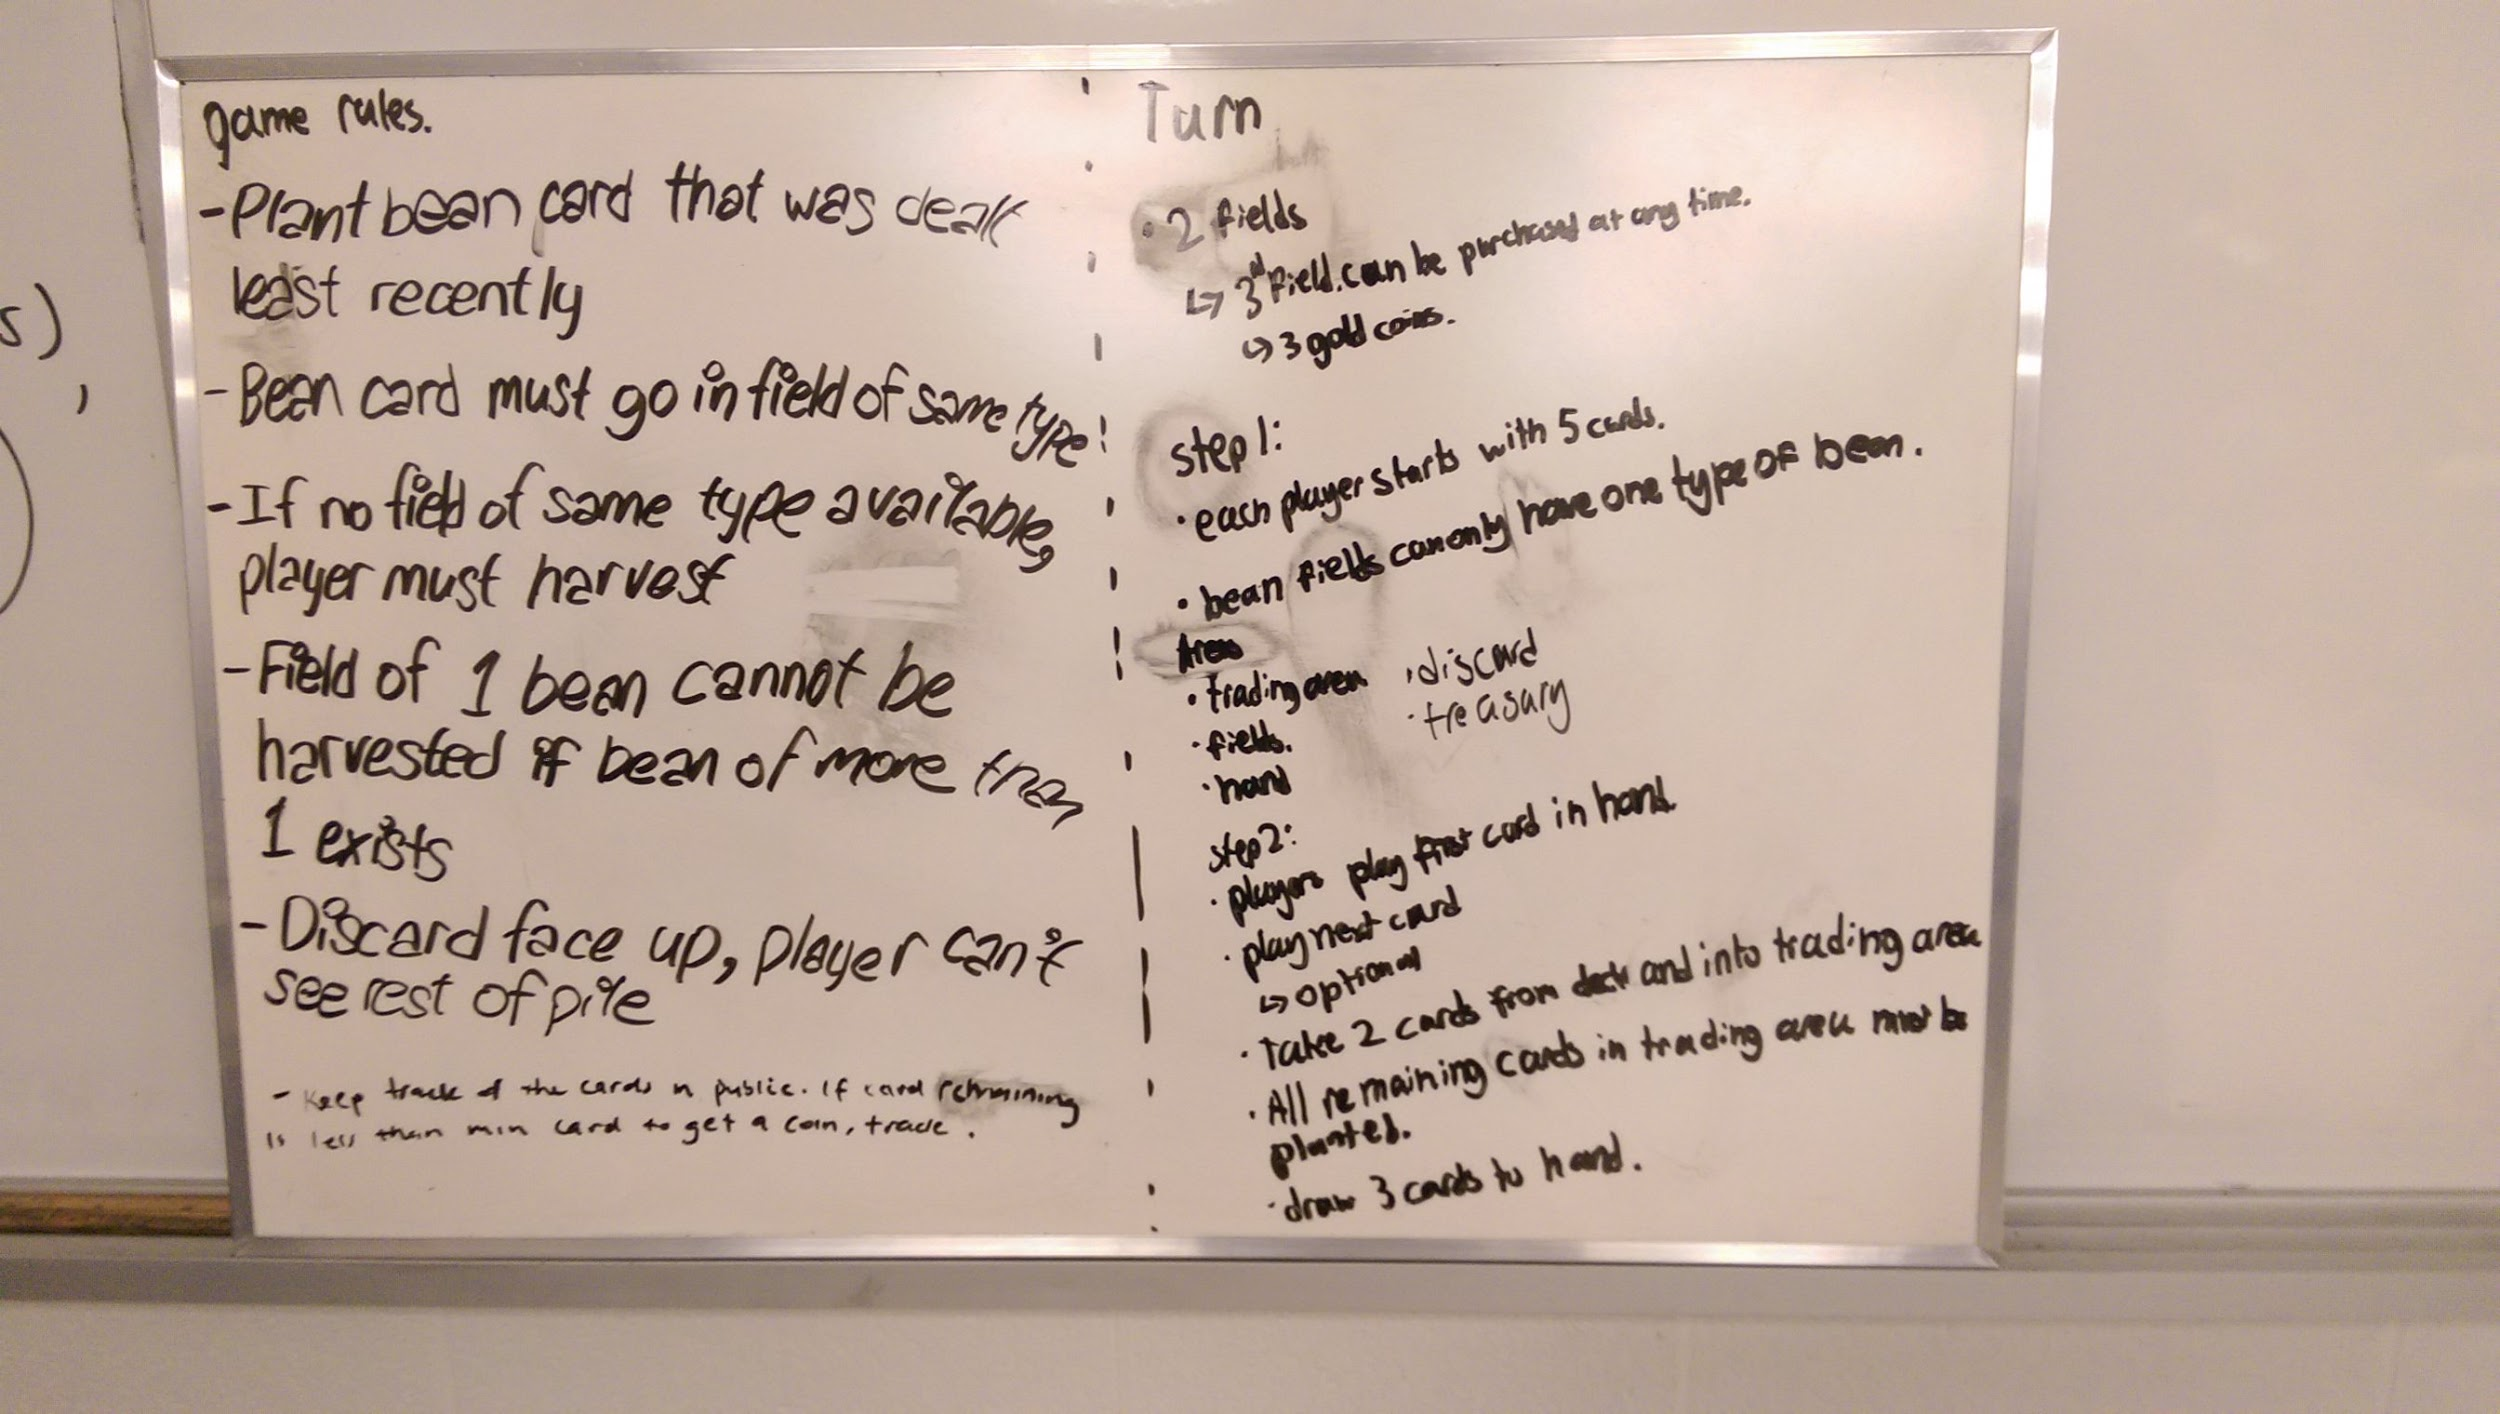 game rules.
- Plant bean card that was dealt
least recently
- Bean card must go in field of same type
- If no field of same type available,
player must harvest
- Field of 1 bean cannot be
harvested if bean of more than
1 exists
- Discard face up, player can't
see rest of pile
- Keep track of the cards in public. If card remaining
is less than min card to get a coin, trade.
Turn
• 2 fields
↳ 3rd field can be purchased at any time.
↳ 3 gold coins.
step 1:
• each player starts with 5 cards.
• bean fields can only have one type of bean.
Area
• trading area
• fields.
• hand
• discard
• treasury
step 2:
• players play first card in hand.
• play next card
↳ optional
• Take 2 cards from deck and into trading area
• All remaining cards in trading area must be
planted.
• draw 3 cards to hand.
s)
,